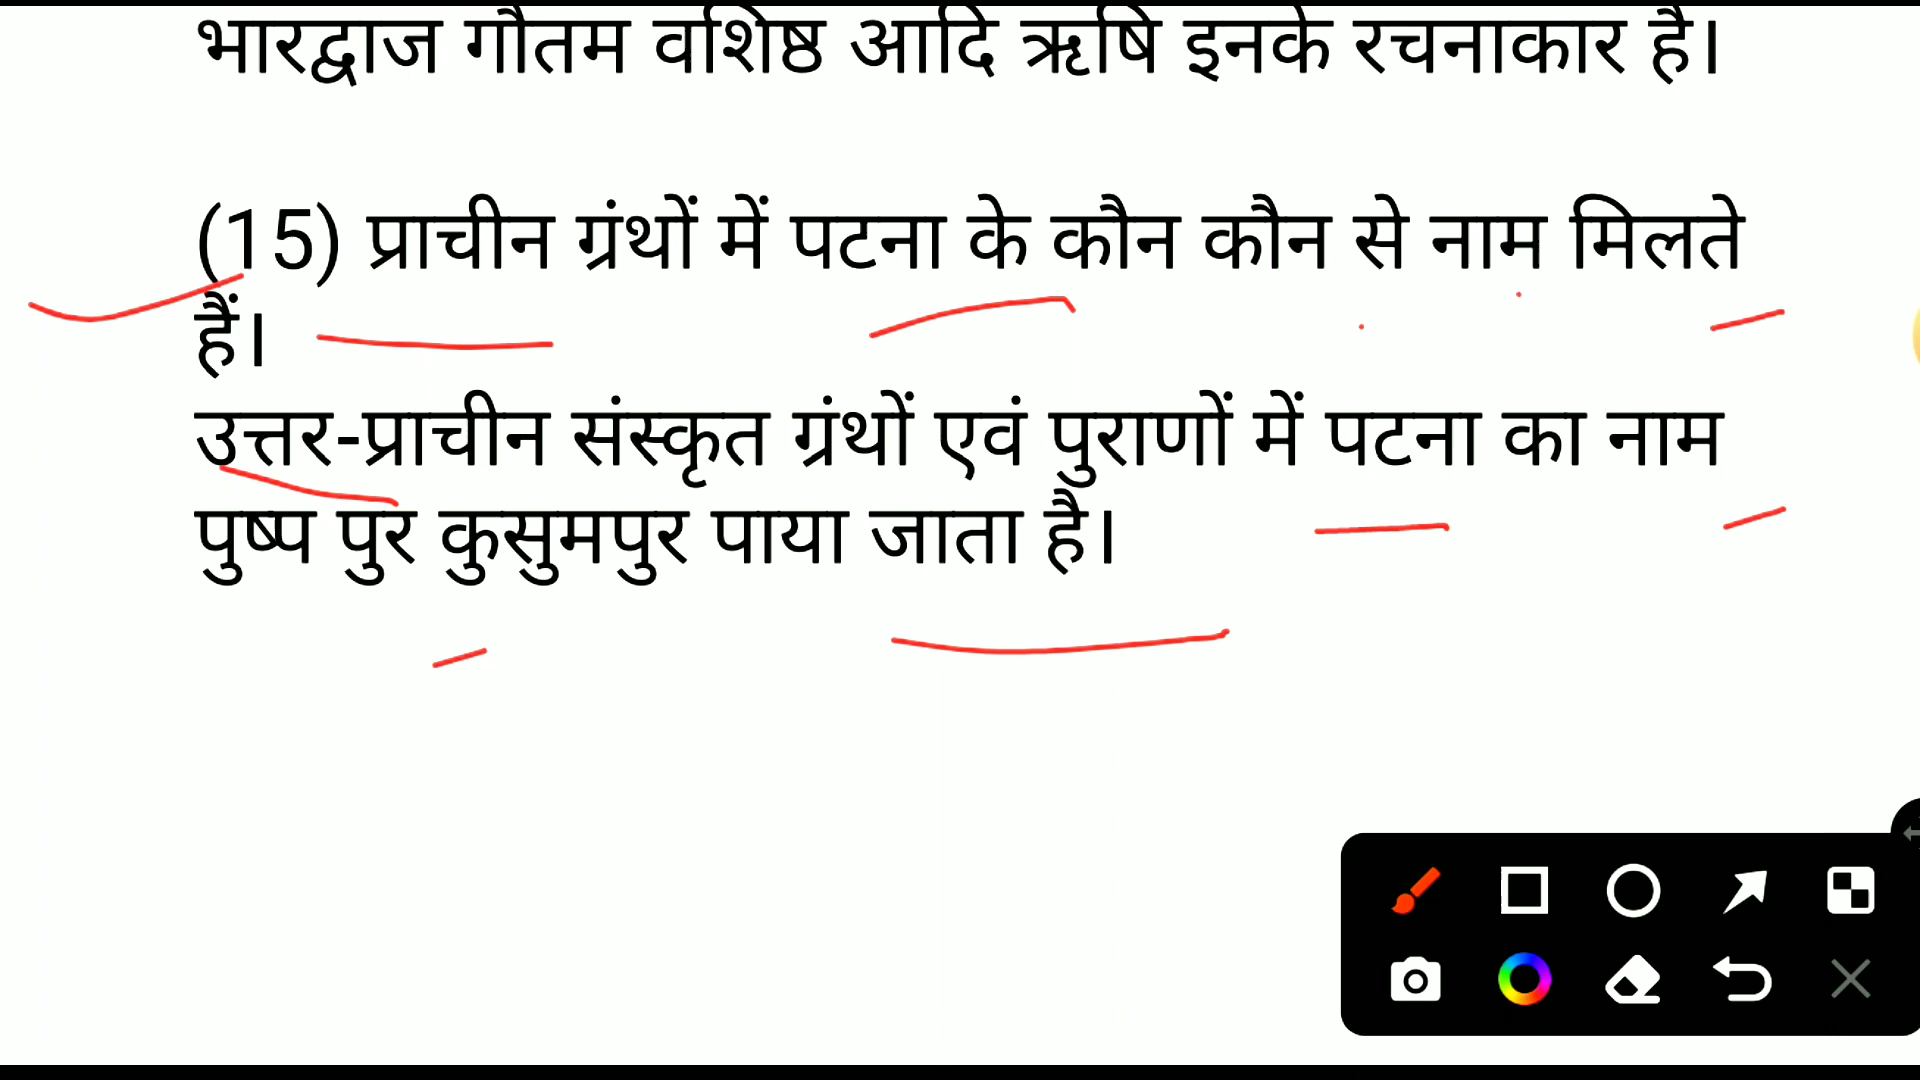 भारद्वाज गौतम वशिष्ठ आदि ऋषि इनके रचनाकार है।
(15) प्राचीन ग्रंथों में पटना के कौन कौन से नाम मिलते
हैं।
उत्तर-प्राचीन संस्कृत ग्रंथों एवं पुराणों में पटना का नाम
पुष्प पुर कुसुमपुर पाया जाता है।